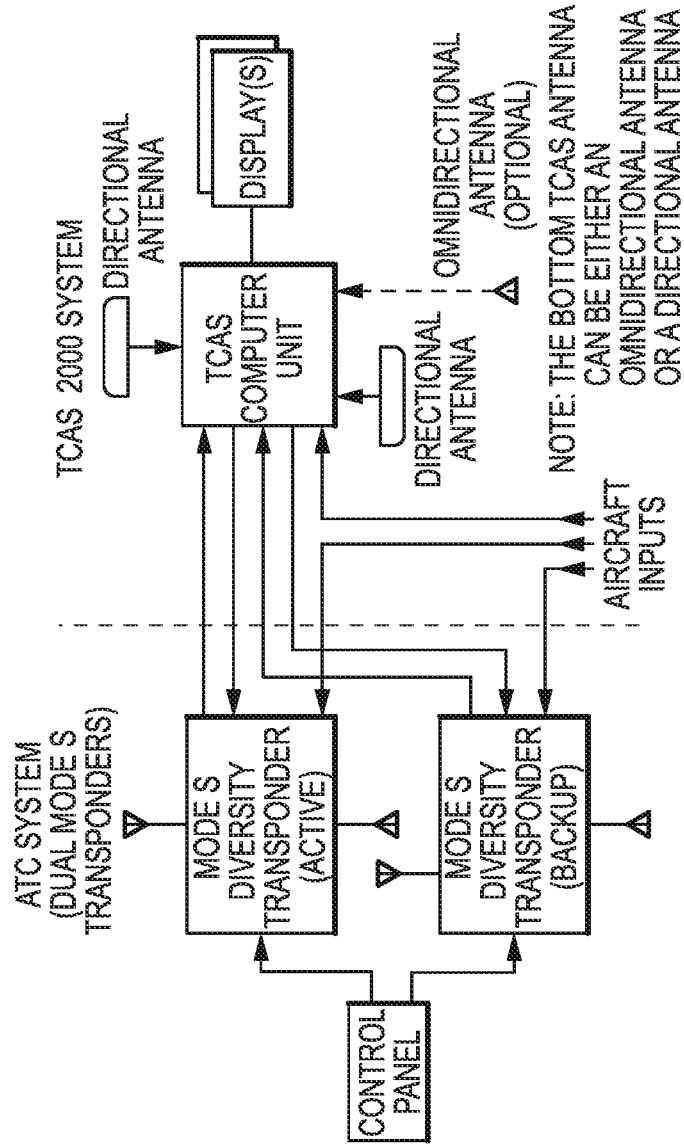 ATC SYSTEM
(DUAL MODE S
TRANSPONDERS)
TCAS 2000 SYSTEM
DIRECTIONAL
ANTENNA
CONTROL
PANEL
MODE S
DIVERSITY
TRANSPONDER
(ACTIVE)
MODE S
DIVERSITY
TRANSPONDER
(BACKUP)
TCAS
COMPUTER
UNIT
DISPLAY(S)
DIRECTIONAL
ANTENNA
OMNIDIRECTIONAL
ANTENNA
(OPTIONAL)
AIRCRAFT
INPUTS
NOTE: THE BOTTOM TCAS ANTENNA
CAN BE EITHER AN
OMNIDIRECTIONAL ANTENNA
OR A DIRECTIONAL ANTENNA